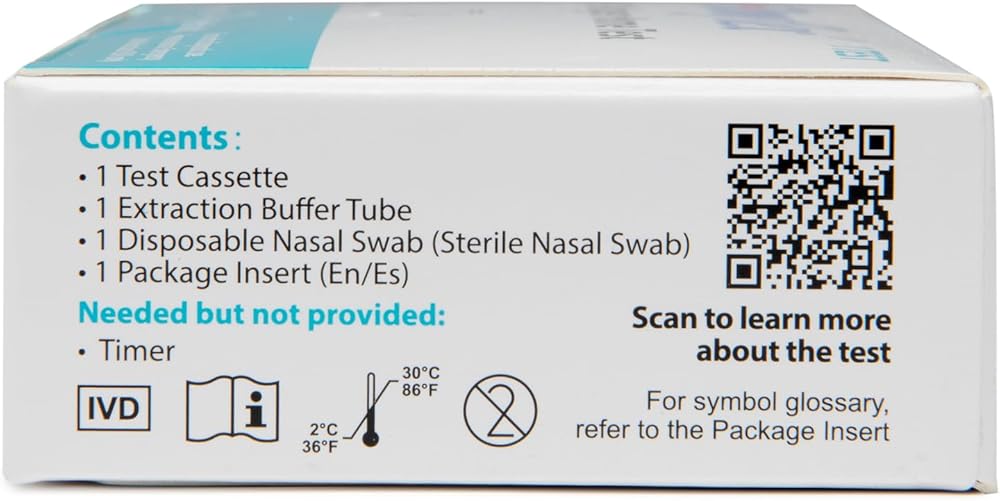 Contents :
• 1 Test Cassette
• 1 Extraction Buffer Tube
• 1 Disposable Nasal Swab (Sterile Nasal Swab)
• 1 Package Insert (En/Es)
Needed but not provided:
• Timer
IVD
i
2°C
36°F
30°C
86°F
2
Scan to learn more
about the test
For symbol glossary,
refer to the Package Insert